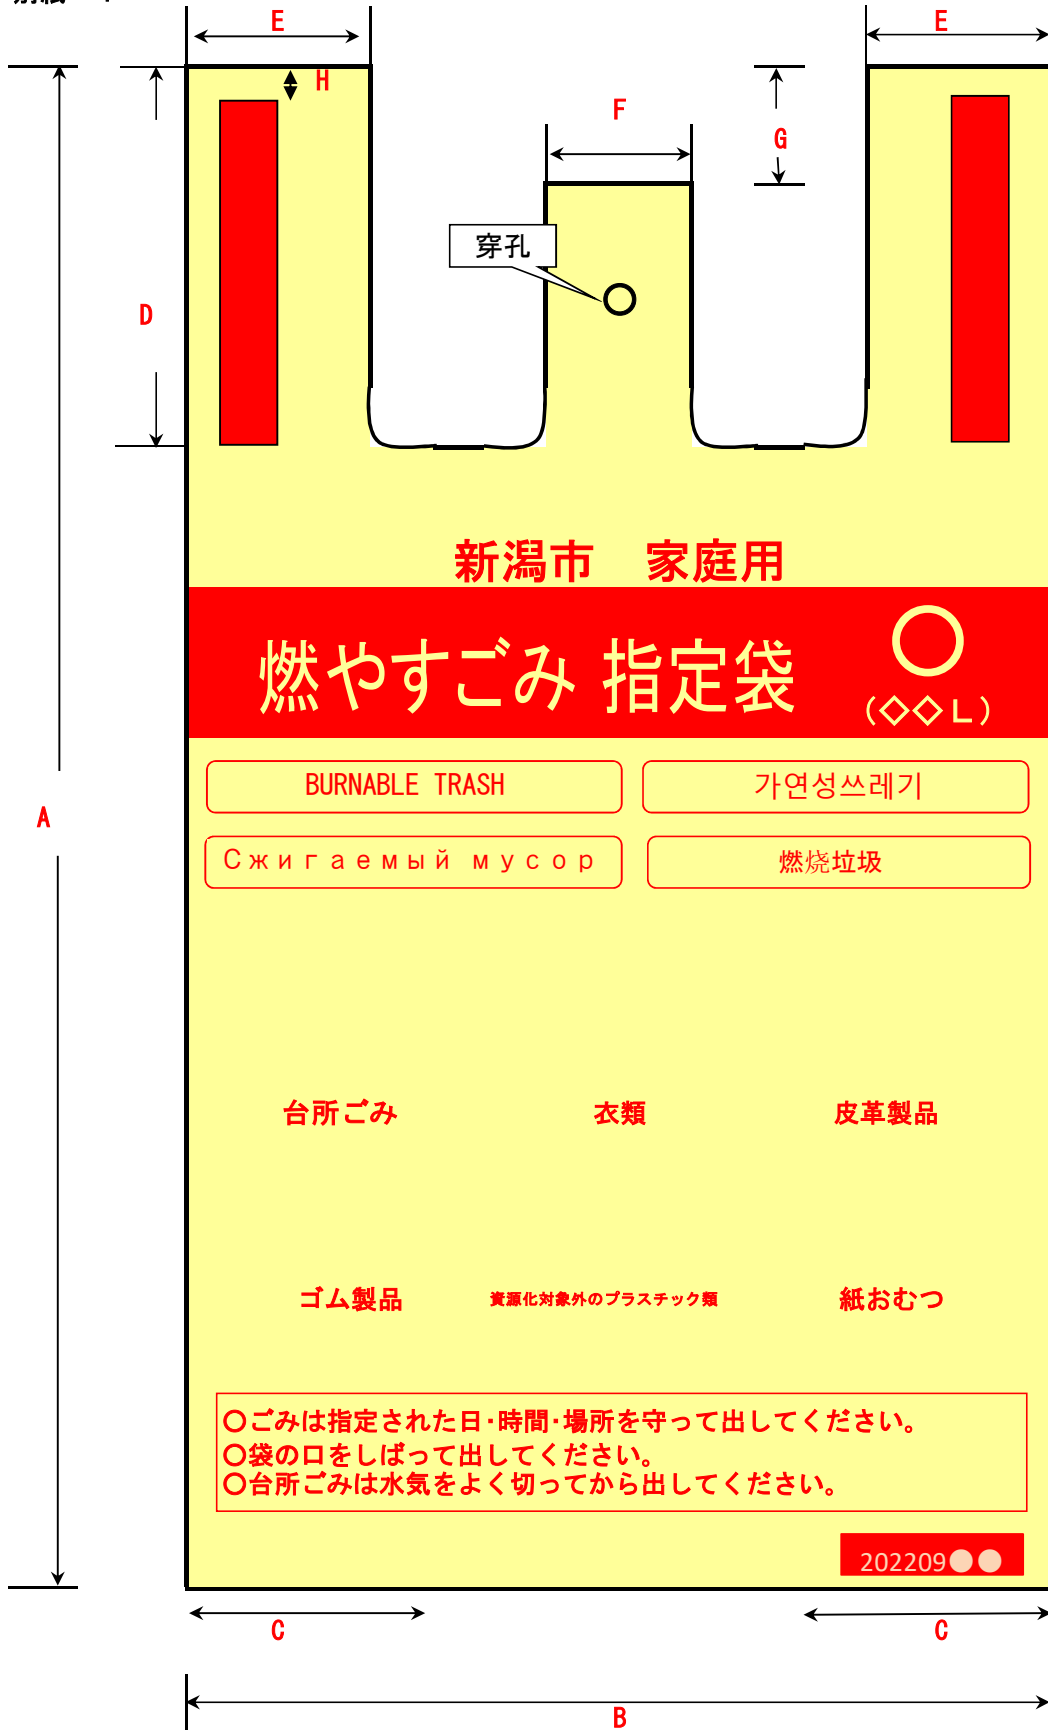 E
E
H
F
G
穿孔
D
新潟市　家庭用
燃やすごみ 指定袋
○
(◇◇L)
BURNABLE TRASH
가연성쓰레기
A
Сжигаемый мусор
燃烧垃圾
台所ごみ
衣類
皮革製品
ゴム製品
資源化対象外のプラスチック類
紙おむつ
○ごみは指定された日・時間・場所を守って出してください。
○袋の口をしばって出してください。
○台所ごみは水気をよく切ってから出してください。
202209●●
C
C
B